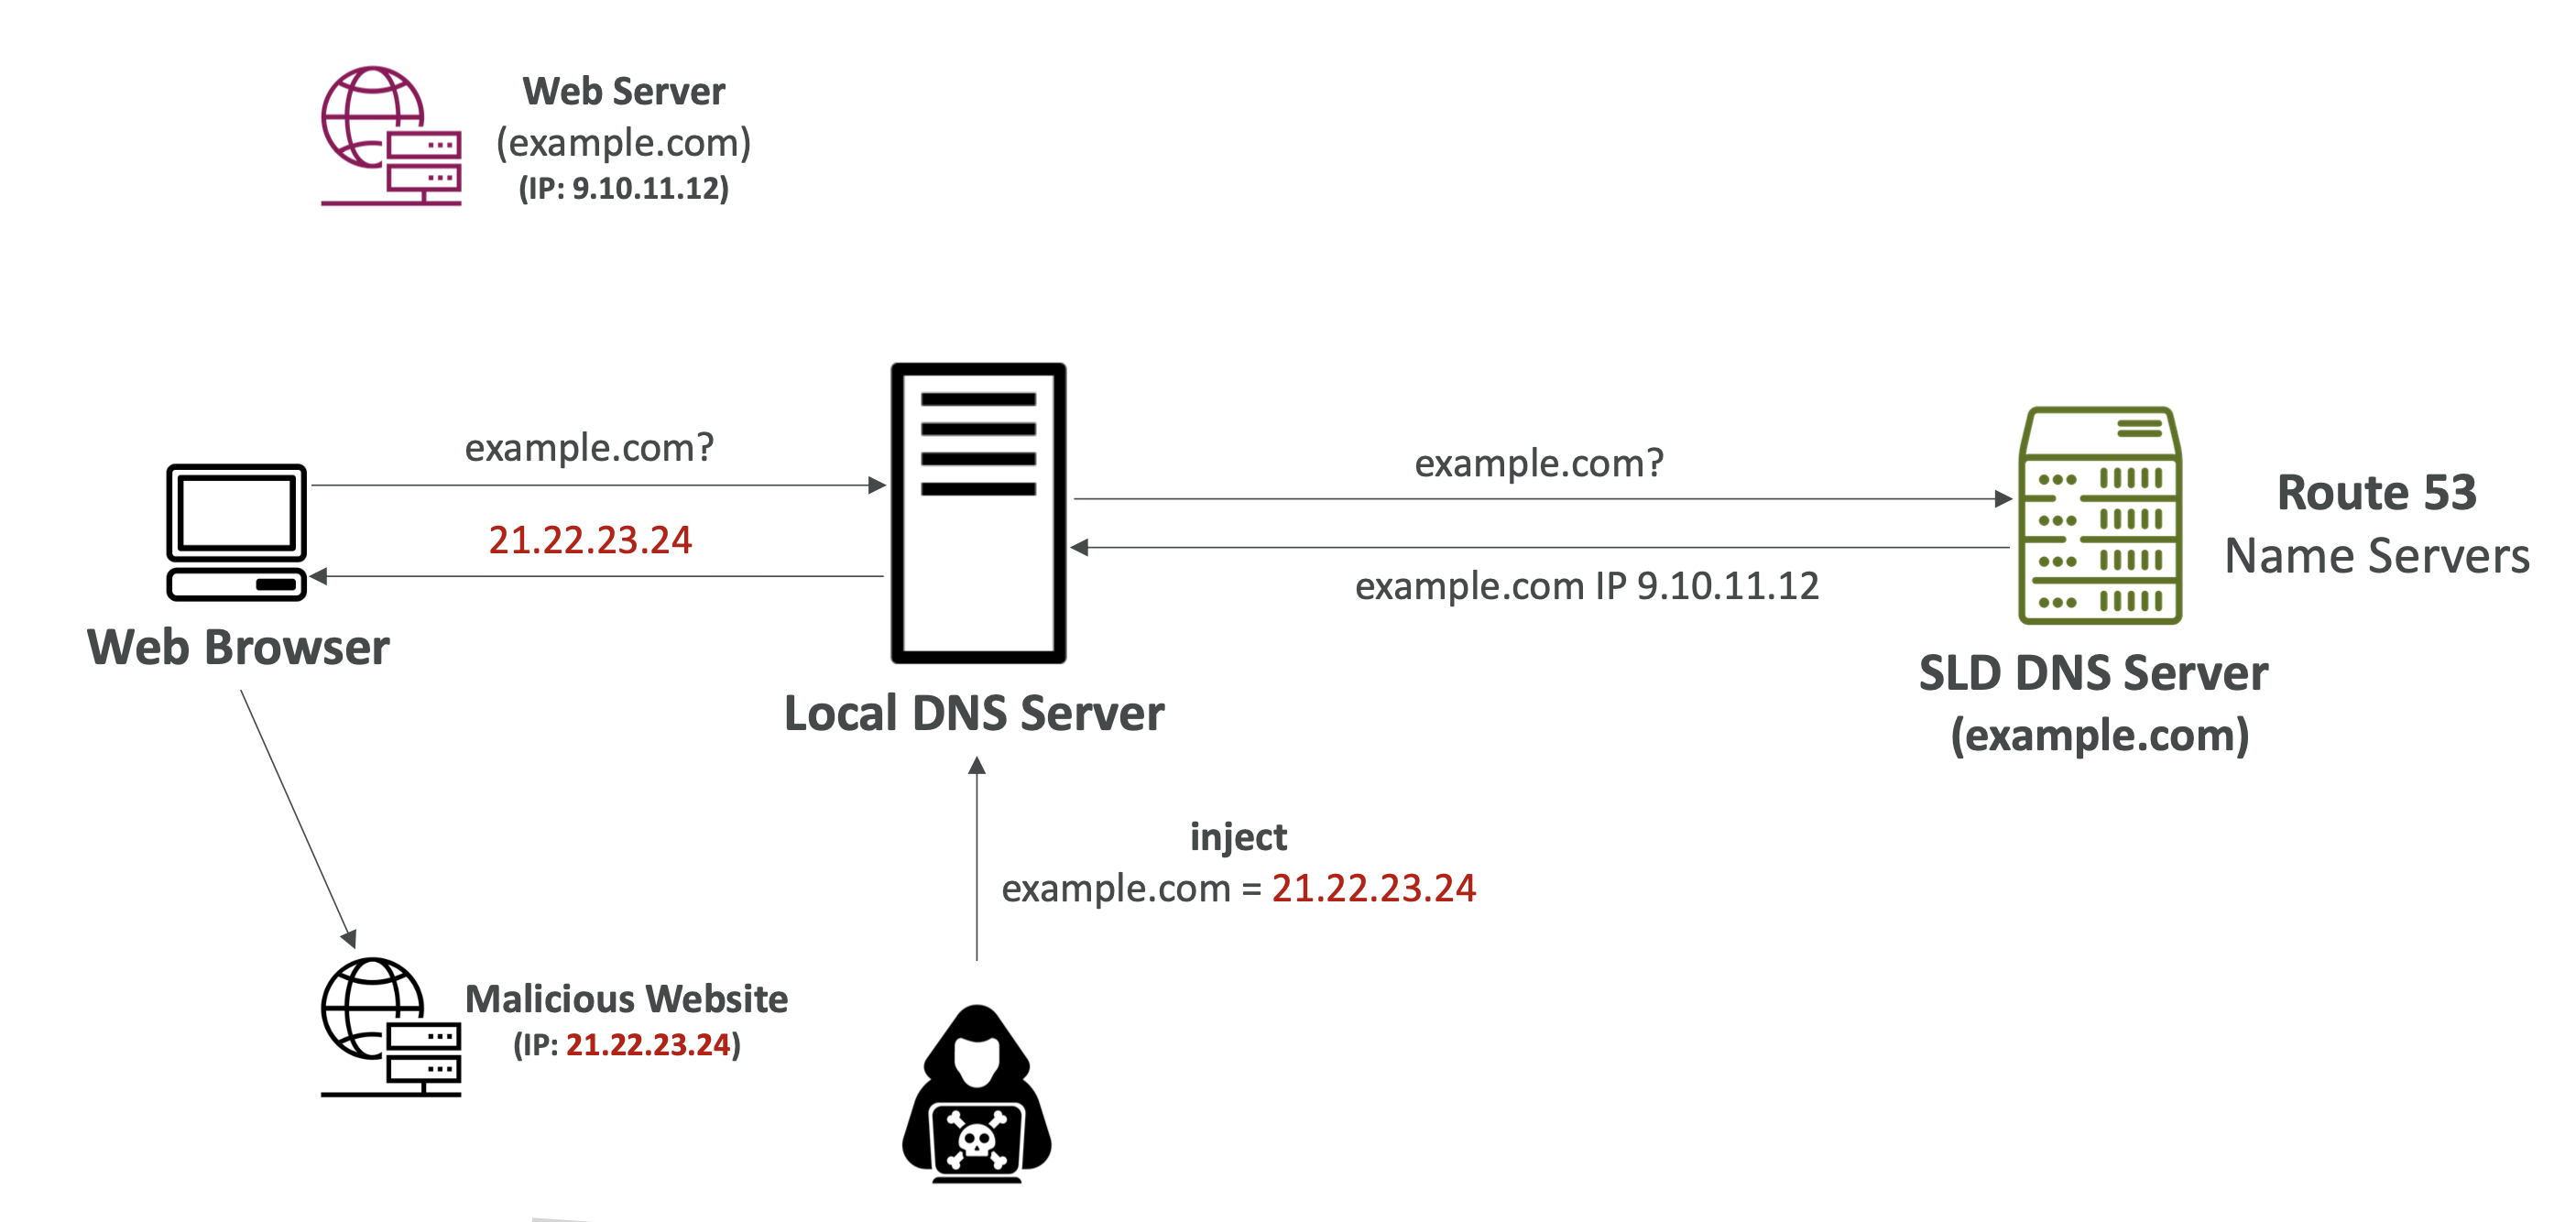 Web Server
(example.com)
(IP: 9.10.11.12)
example.com?
21.22.23.24
example.com?
example.com IP 9.10.11.12
Route 53
Name Servers
Web Browser
Local DNS Server
SLD DNS Server
(example.com)
inject
example.com = 21.22.23.24
Malicious Website
(IP: 21.22.23.24)